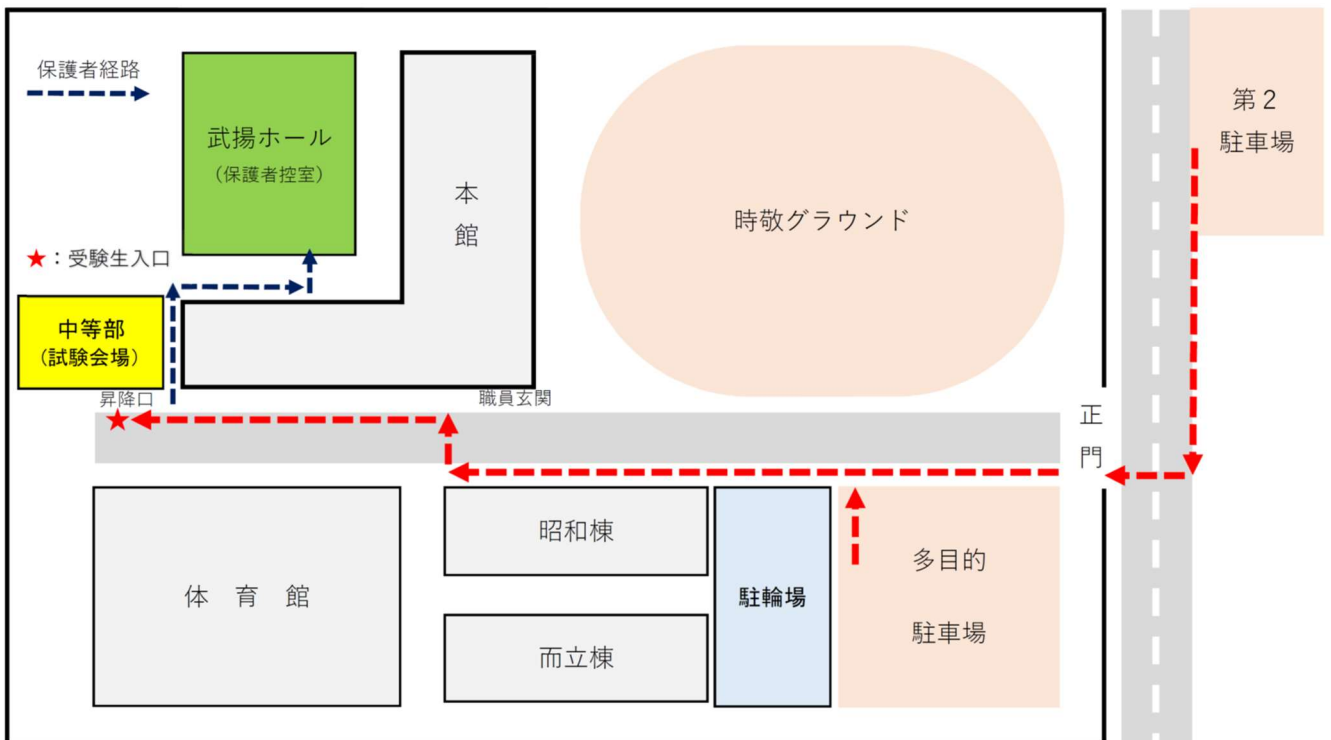 保護者経路
武揚ホール
（保護者控室）
本
館
時敬グラウンド
第２
駐車場
★：受験生入口
中等部
（試験会場）
昇降口
職員玄関
正
門
体 育 館
昭和棟
而立棟
駐輪場
多目的
駐車場